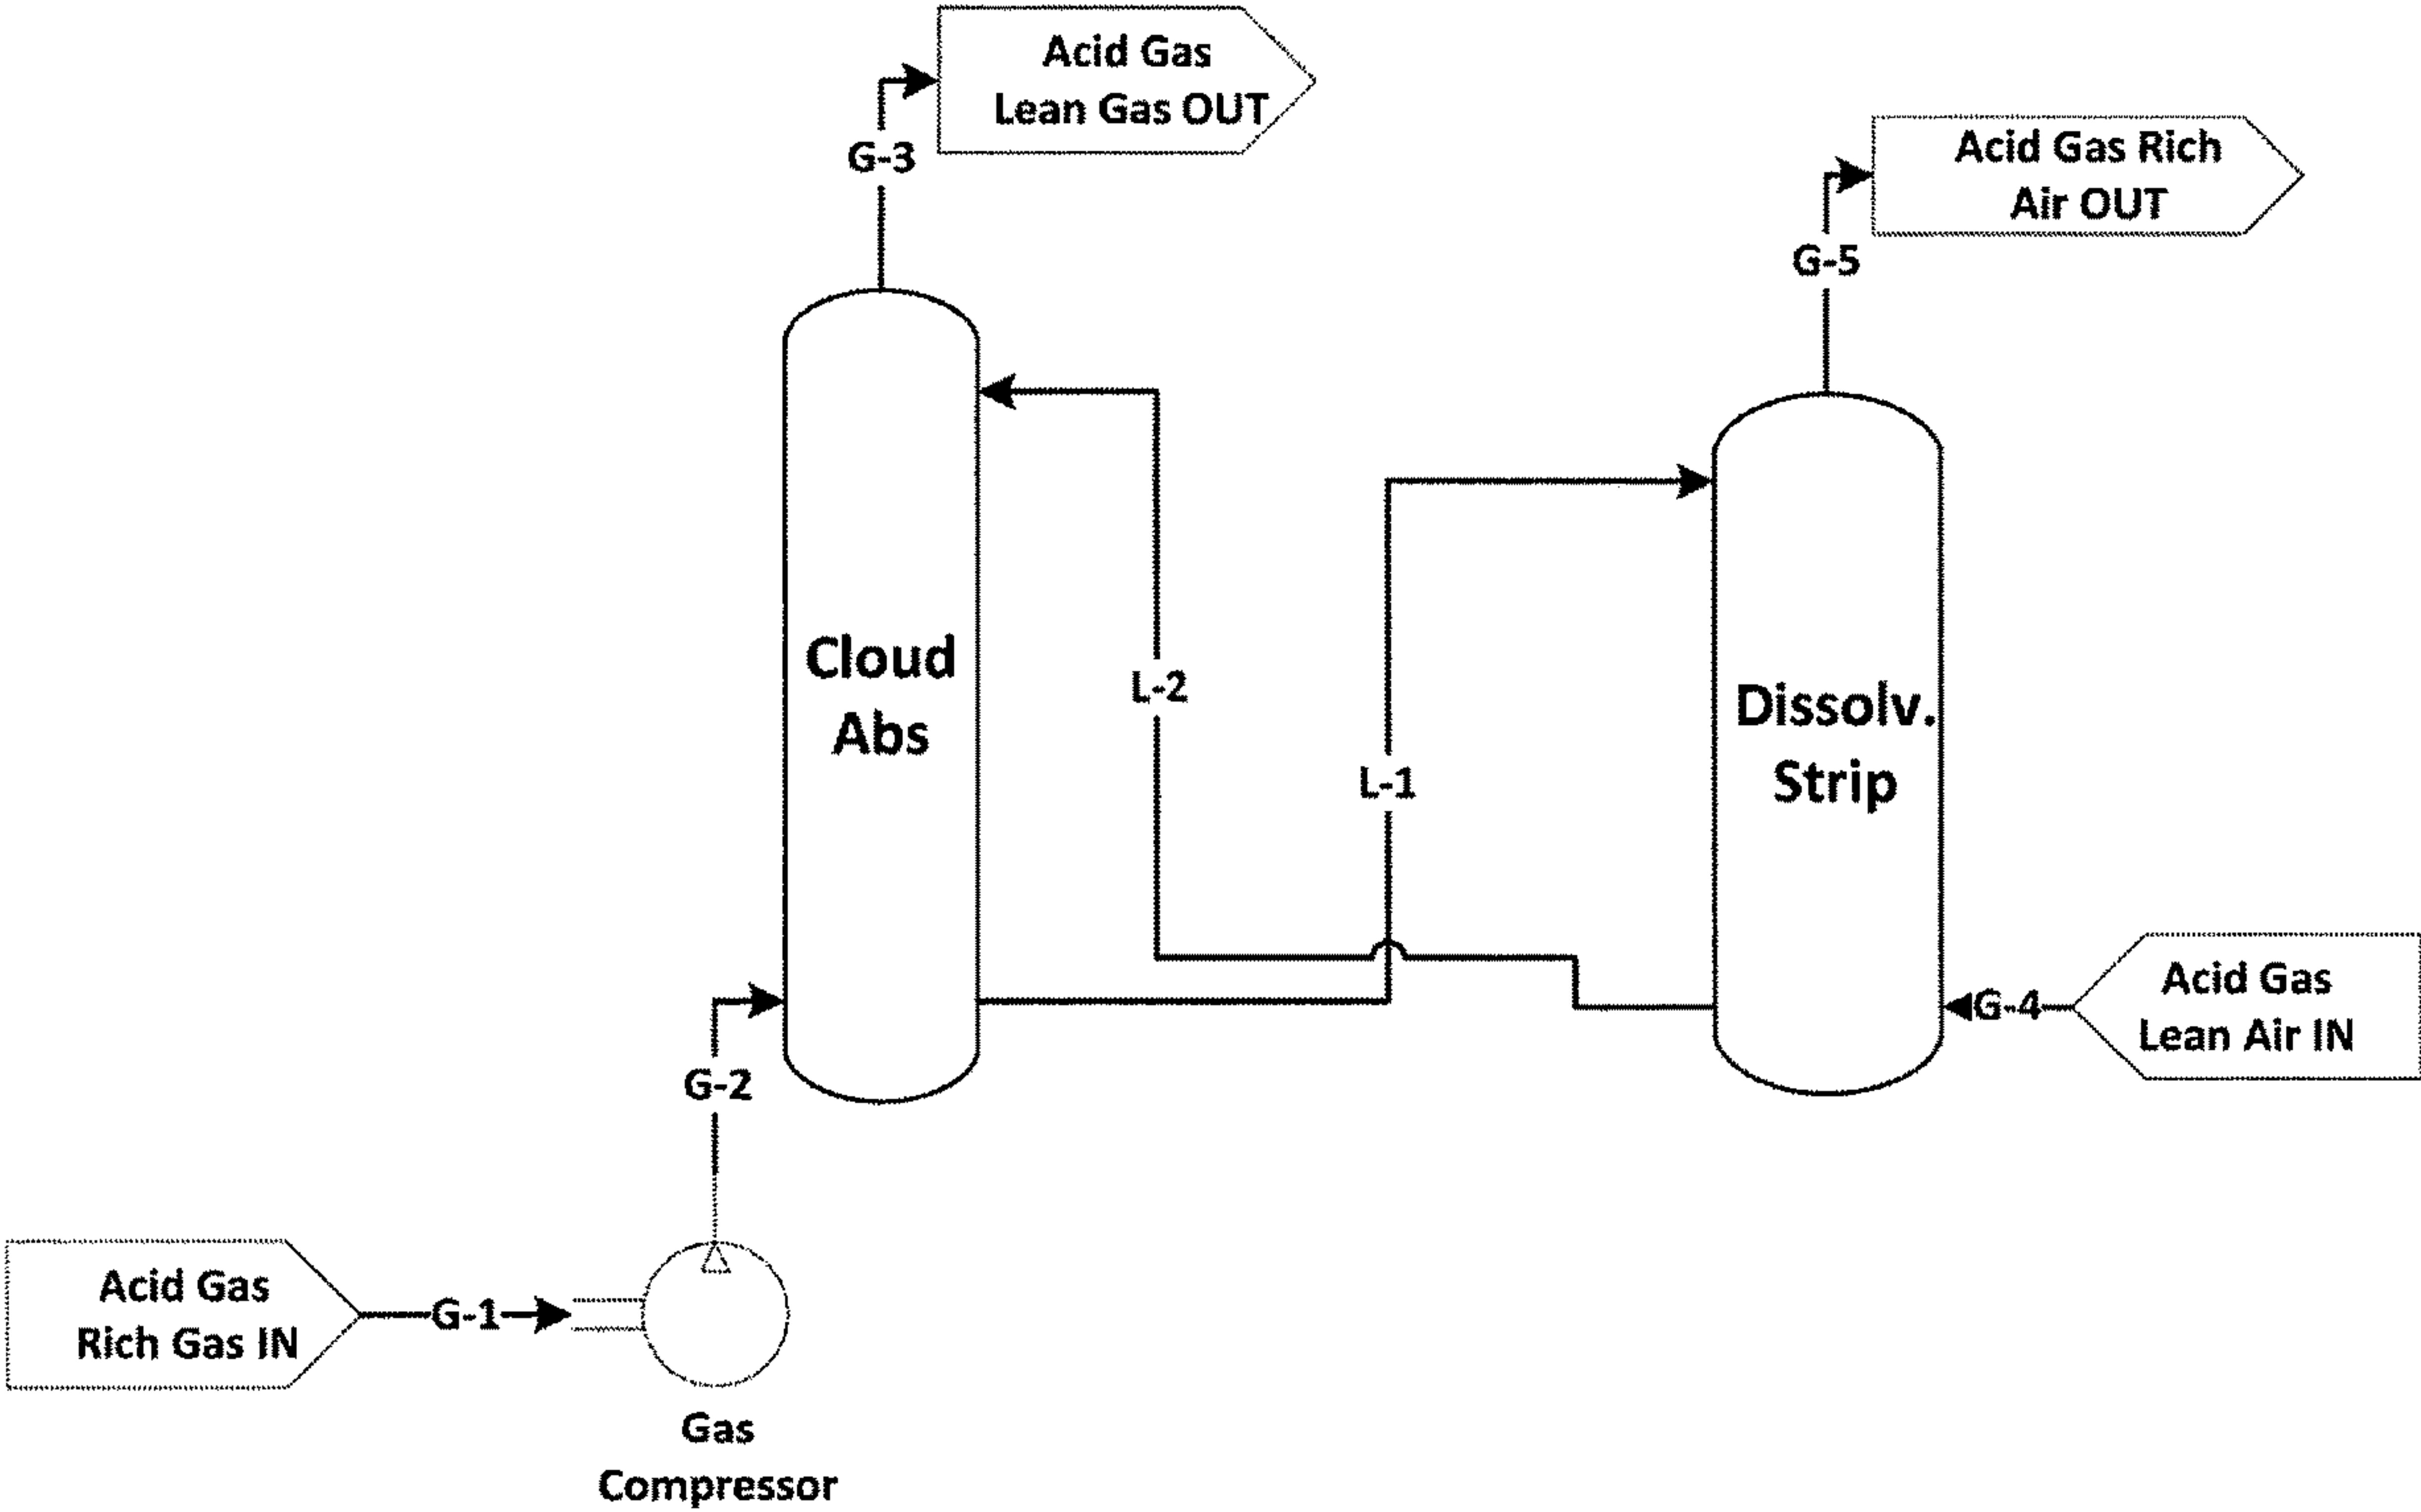 Acid Gas
Lean Gas OUT
G-3
Acid Gas Rich
Air OUT
G-5
Cloud
Abs
L-2
L-1
Dissolv.
Strip
G-2
Acid Gas
Lean Air IN
G-4
Acid Gas
Rich Gas IN
G-1
Gas
Compressor